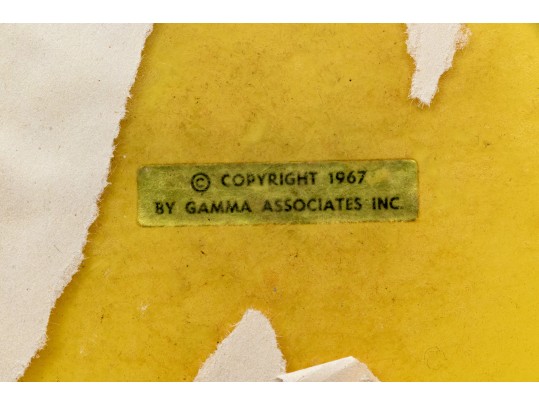 © COPYRIGHT 1967
BY GAMMA ASSOCIATES INC.